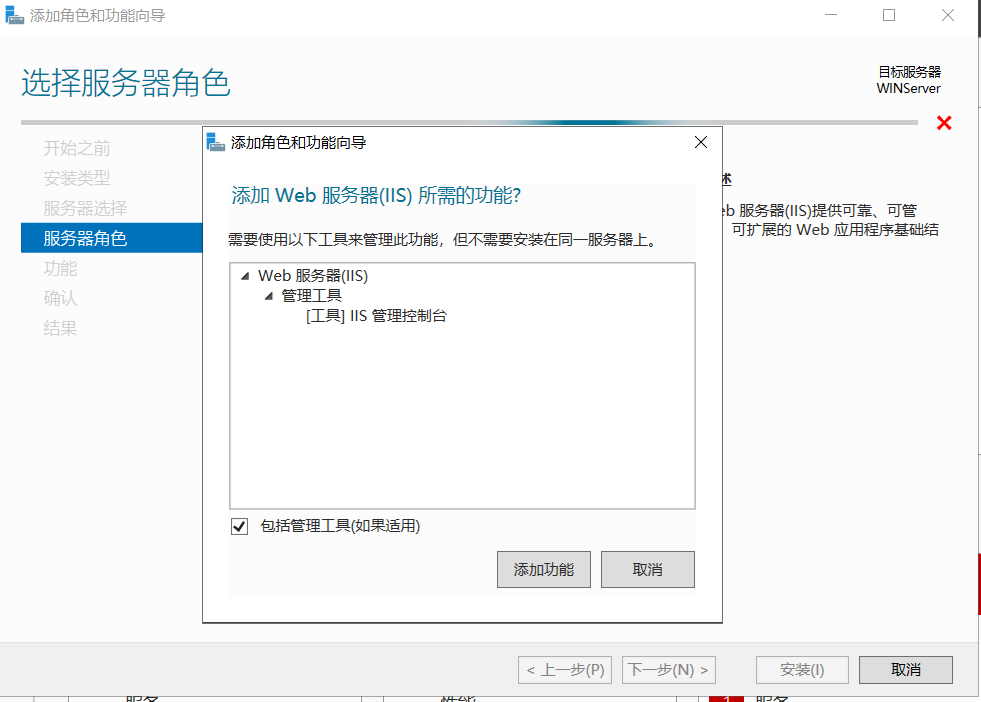 添加角色和功能向导
选择服务器角色
目标服务器
WINServer
开始之前
安装类型
服务器选择
服务器角色
功能
确认
结果
添加角色和功能向导
添加 Web 服务器(IIS) 所需的功能?
需要使用以下工具来管理此功能，但不需要安装在同一服务器上。
Web 服务器(IIS)
管理工具
[工具] IIS 管理控制台
包括管理工具(如果适用)
添加功能
取消
述
eb 服务器(IIS)提供可靠、可管
可扩展的 Web 应用程序基础结
< 上一步(P)
下一步(N) >
安装(I)
取消
服务
性能
1
服务